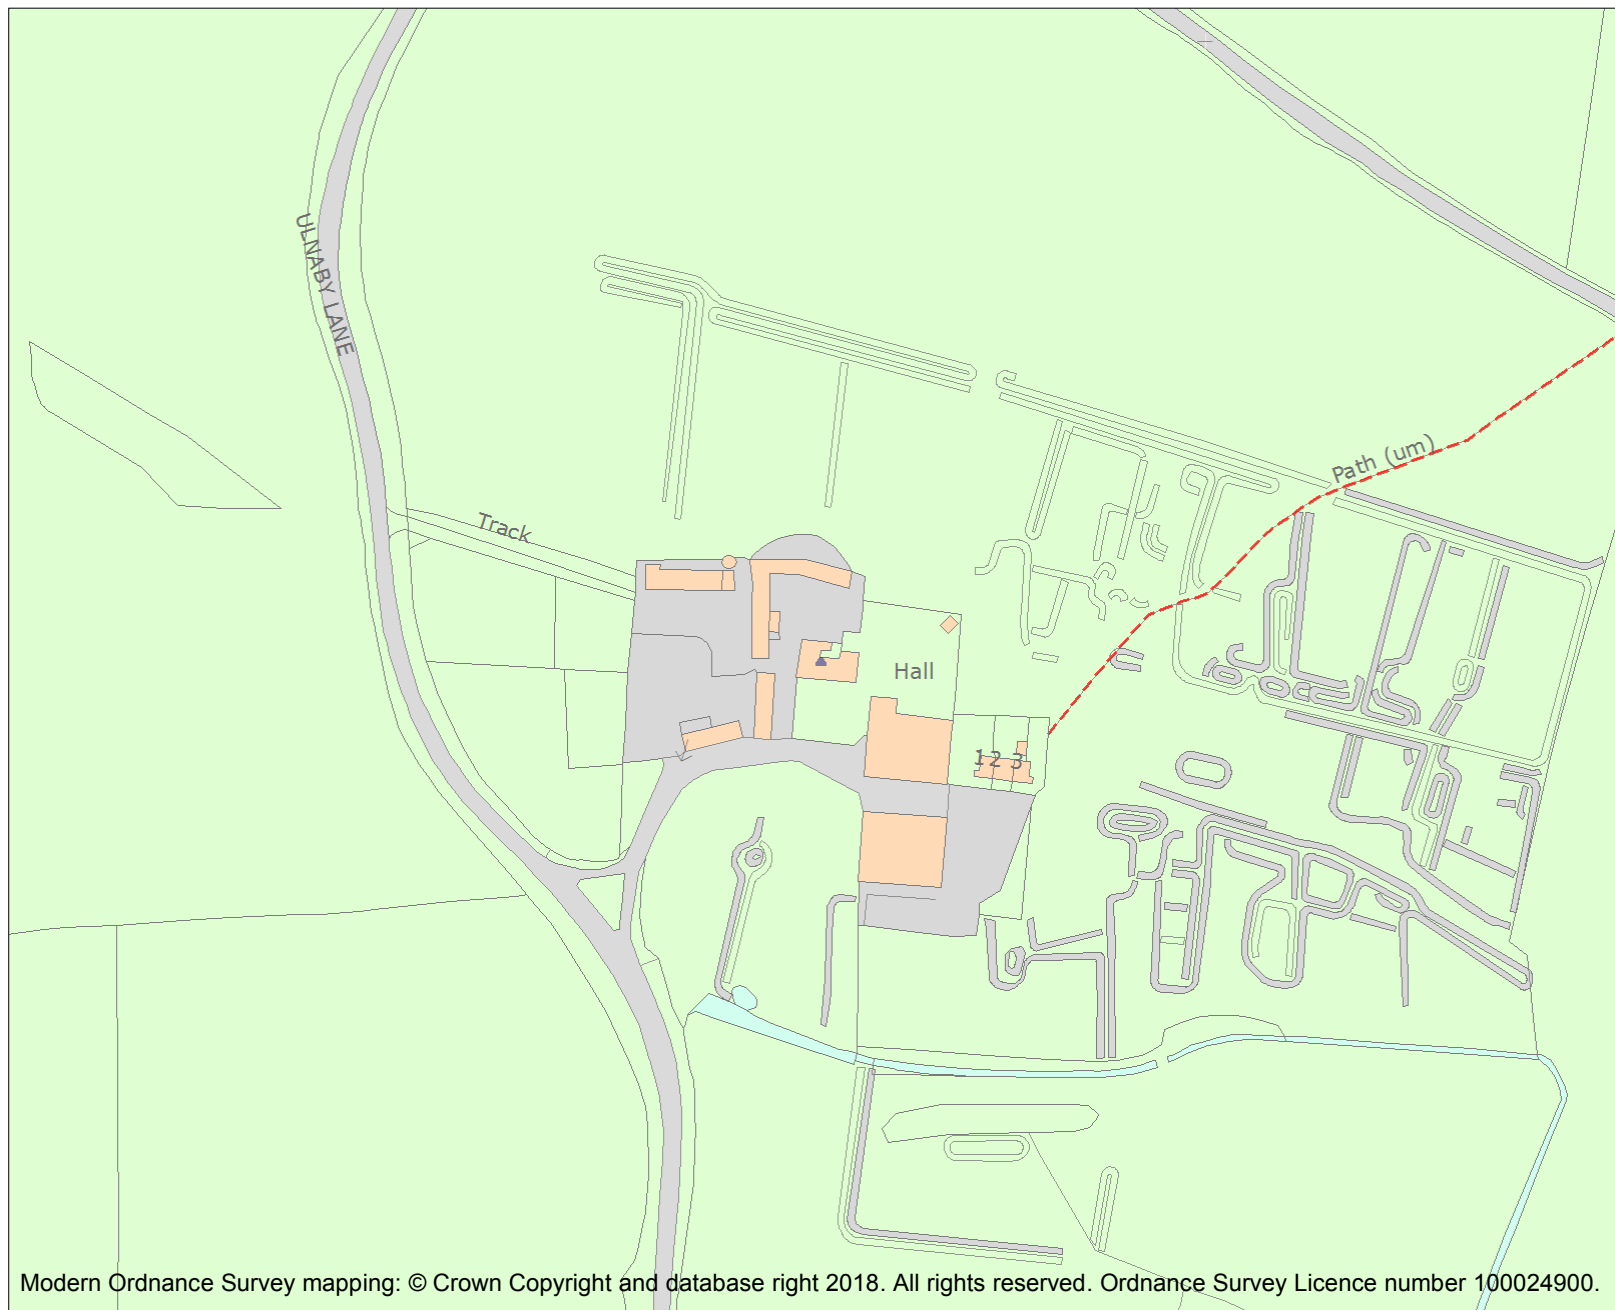 ULNABY LANE
Path (um)
Track
Hall
1 2 3
Modern Ordnance Survey mapping: © Crown Copyright and database right 2018. All rights reserved. Ordnance Survey Licence number 100024900.